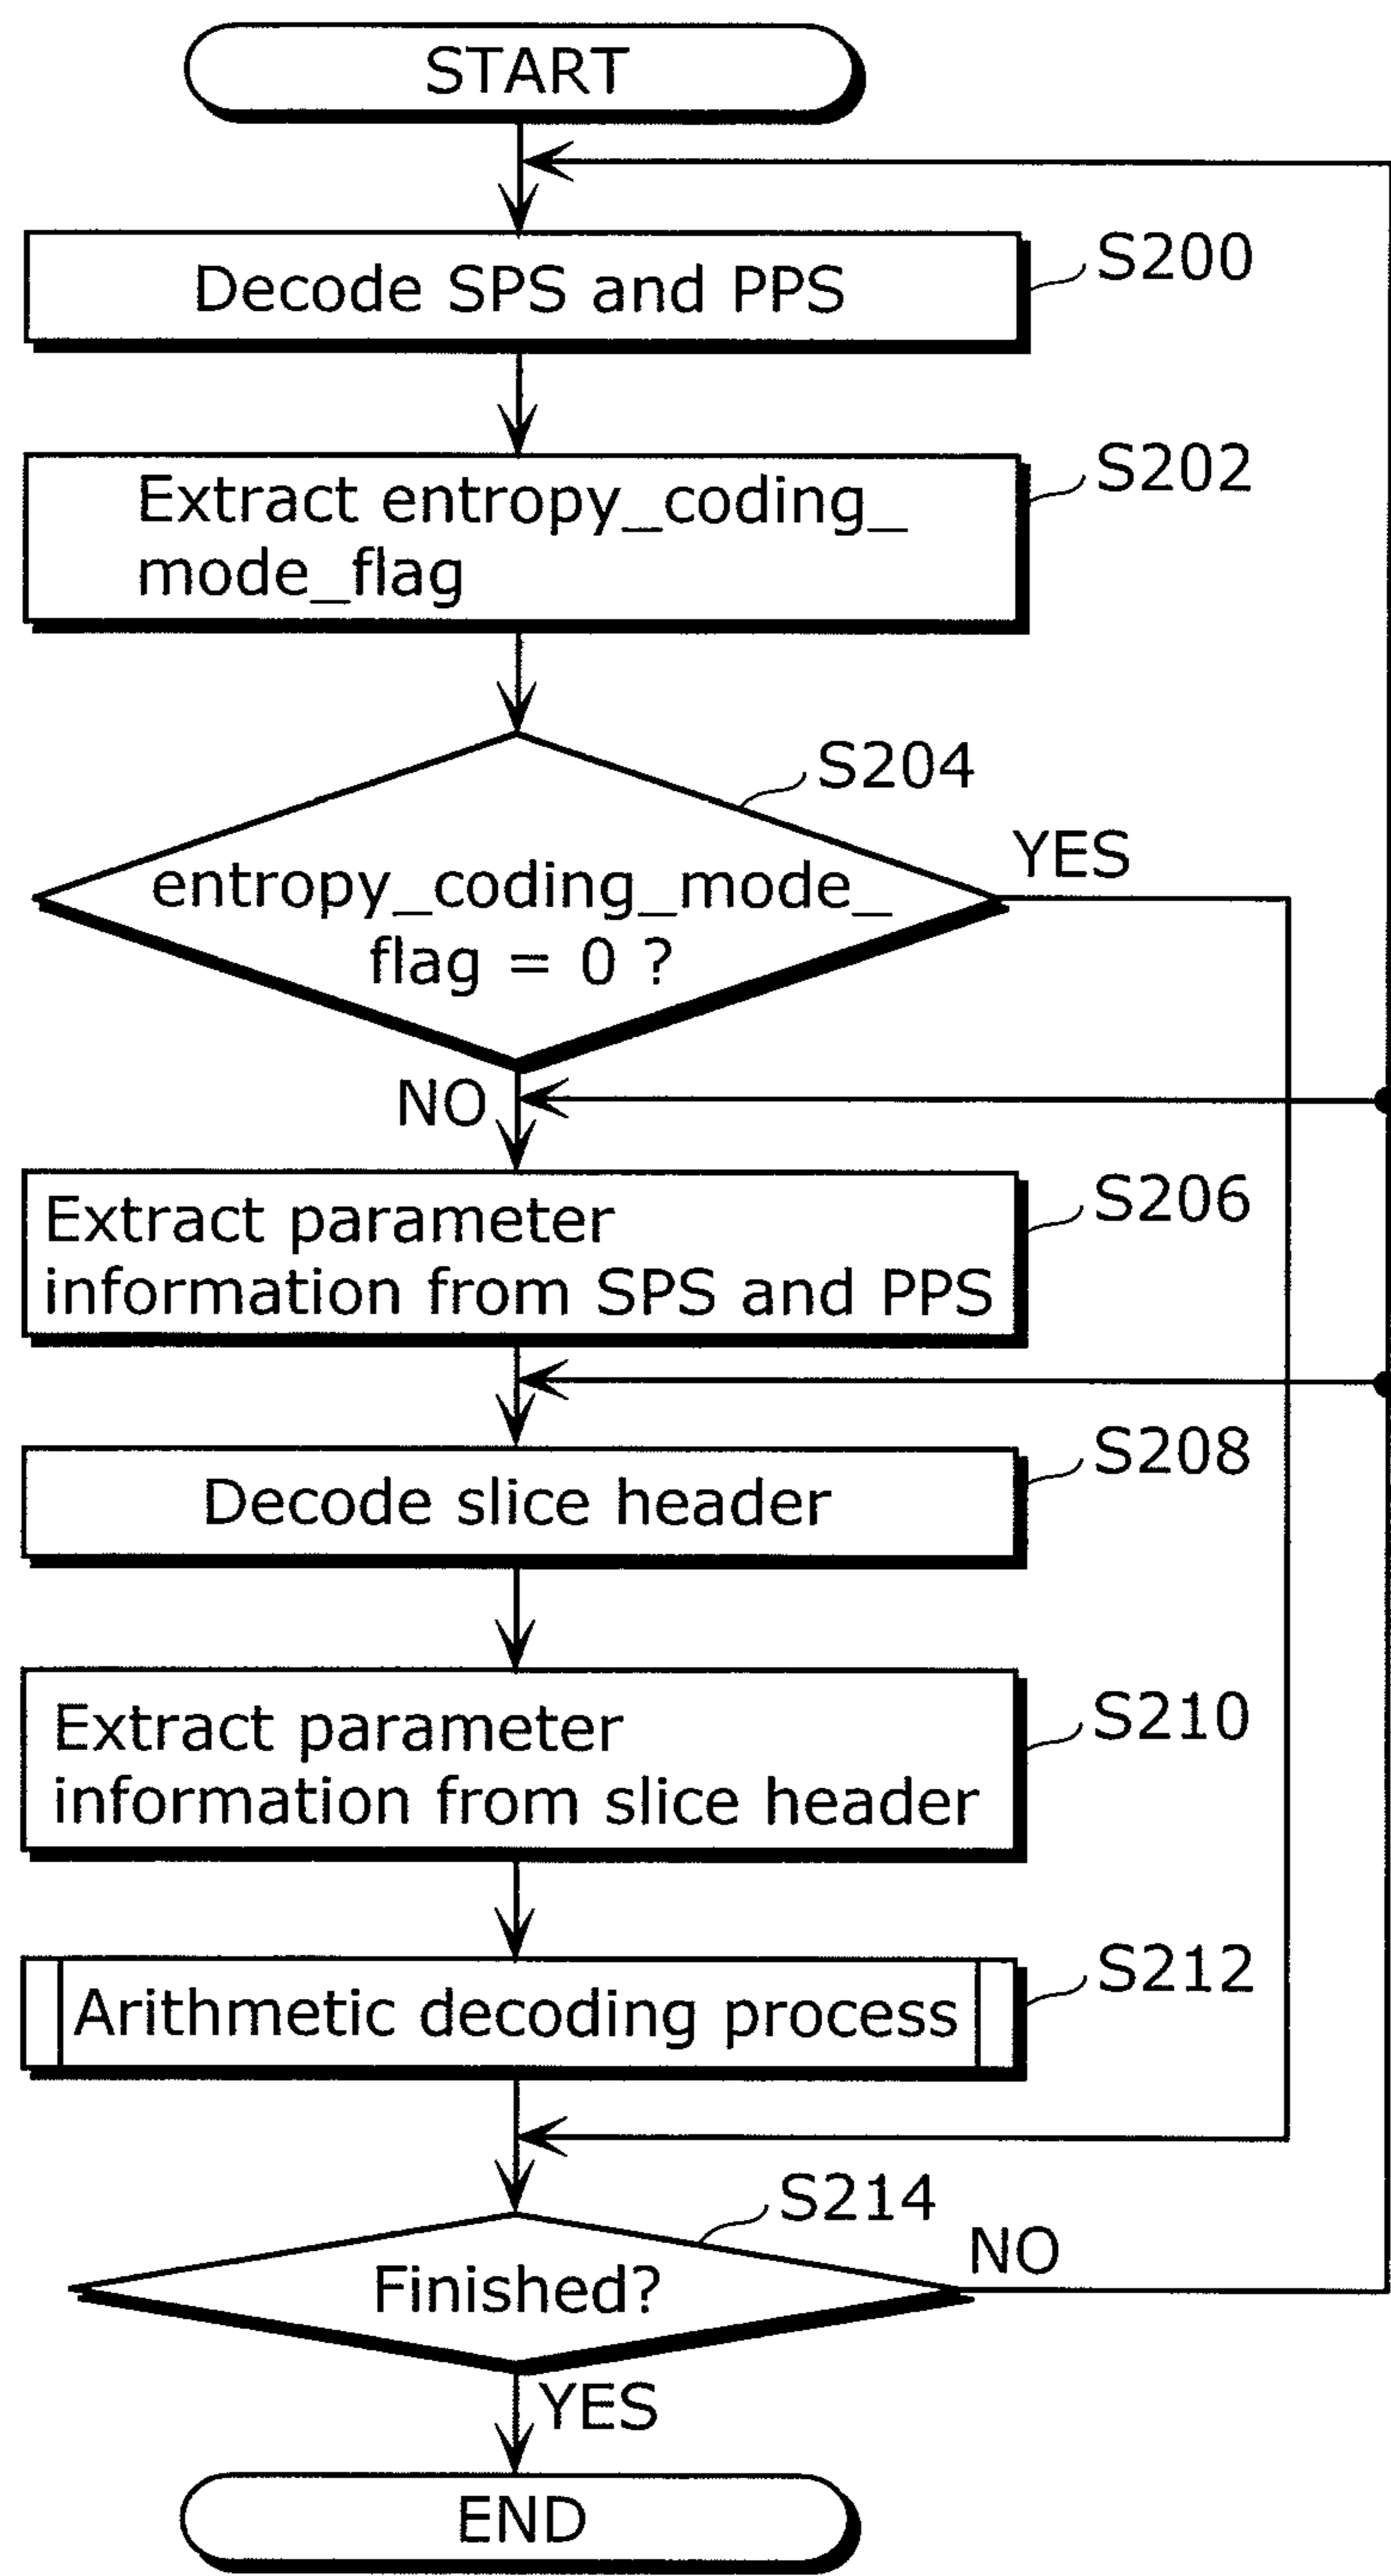 START
Decode SPS and PPS
S200
Extract entropy_coding_
mode_flag
S202
S204
entropy_coding_mode_
flag = 0 ?
YES
NO
Extract parameter
information from SPS and PPS
S206
Decode slice header
S208
Extract parameter
information from slice header
S210
Arithmetic decoding process
S212
S214
Finished?
NO
YES
END